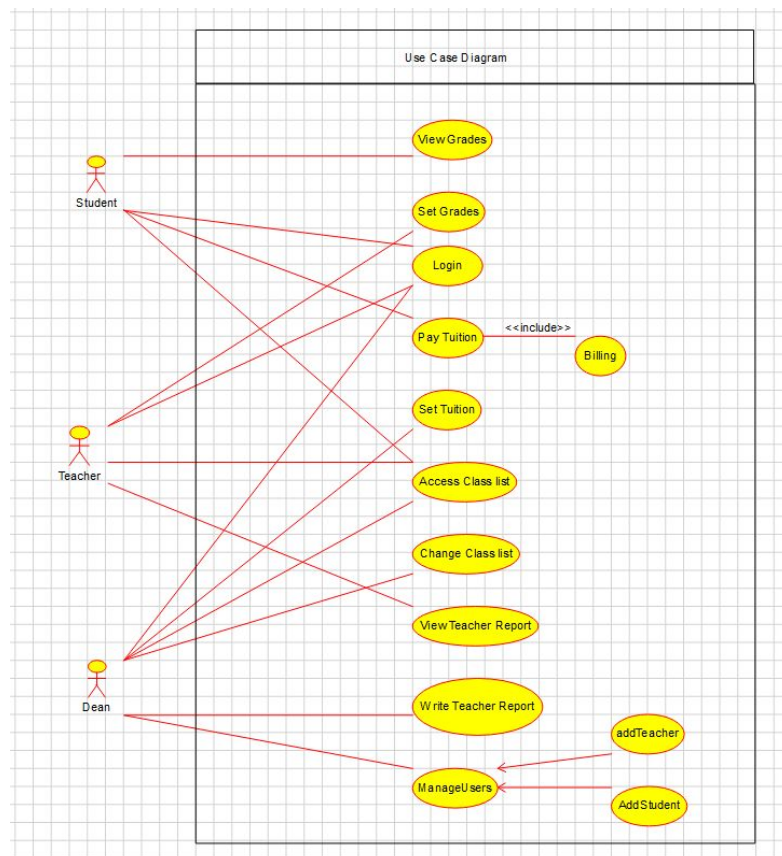 Use Case Diagram
View Grades
Student
Set Grades
Login
<<include>>
Pay Tuition
Billing
Set Tuition
Teacher
Access Class list
Change Class list
View Teacher Report
Dean
Write Teacher Report
addTeacher
ManageUsers
AddStudent